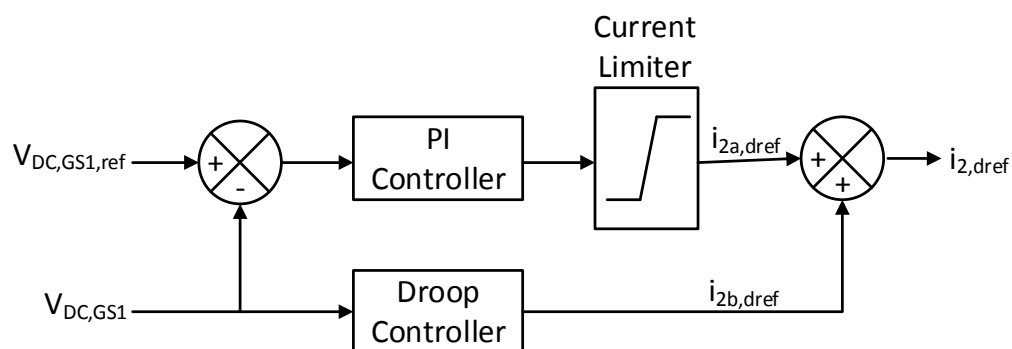 Current
Limiter
V_DC,GS1,ref
+
-
PI
Controller
i_2a,dref
+
+
i_2,dref
V_DC,GS1
Droop
Controller
i_2b,dref